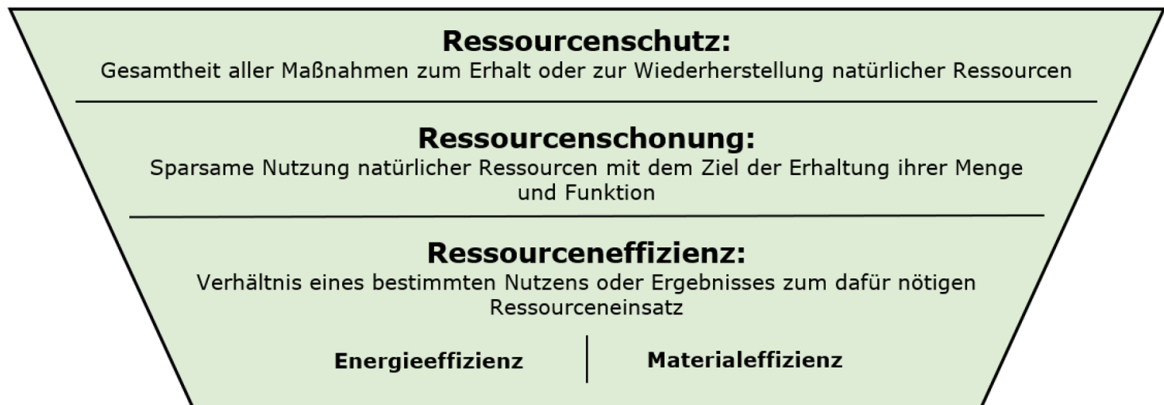 Ressourcenschutz:
Gesamtheit aller Maßnahmen zum Erhalt oder zur Wiederherstellung natürlicher Ressourcen
Ressourcenschonung:
Sparsame Nutzung natürlicher Ressourcen mit dem Ziel der Erhaltung ihrer Menge
und Funktion
Ressourceneffizienz:
Verhältnis eines bestimmten Nutzens oder Ergebnisses zum dafür nötigen
Ressourceneinsatz
Energieeffizienz
Materialeffizienz